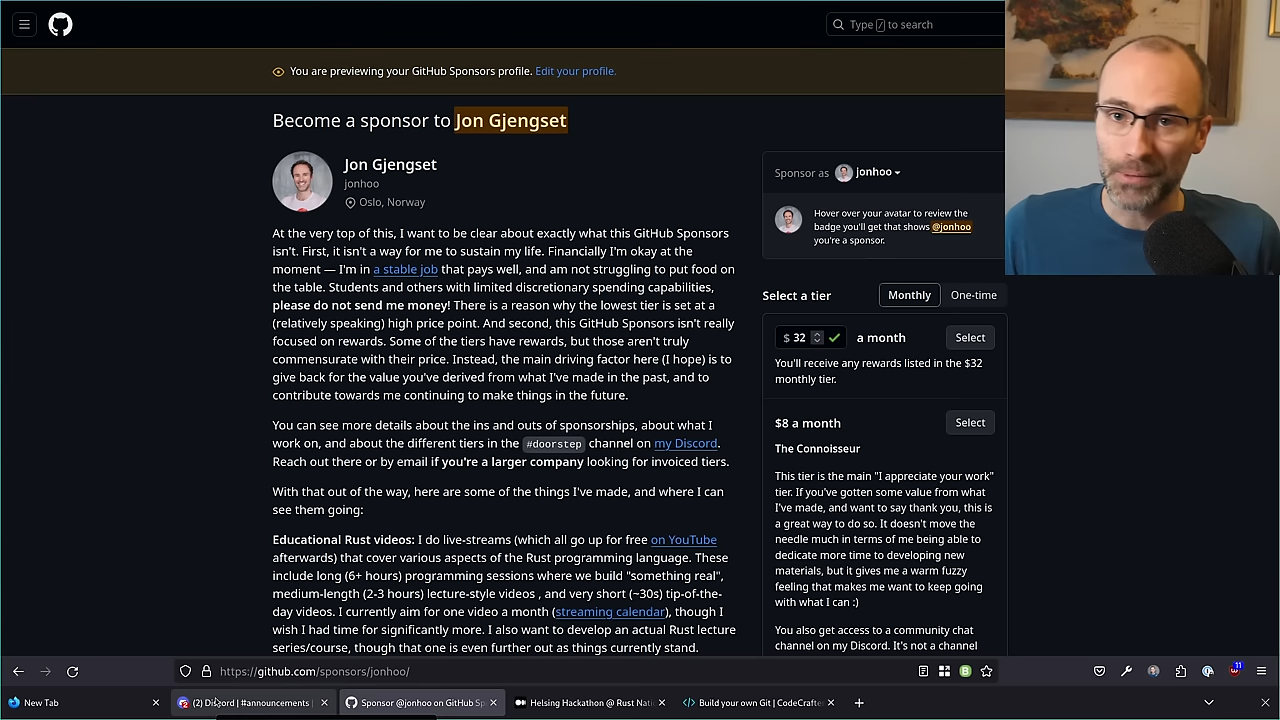 Type / to search
You are previewing your GitHub Sponsors profile. Edit your profile.
Become a sponsor to Jon Gjengset
Jon Gjengset
jonhoo
Oslo, Norway
At the very top of this, I want to be clear about exactly what this GitHub Sponsors
isn't. First, it isn't a way for me to sustain my life. Financially I'm okay at the
moment — I'm in a stable job that pays well, and am not struggling to put food on
the table. Students and others with limited discretionary spending capabilities,
please do not send me money! There is a reason why the lowest tier is set at a
(relatively speaking) high price point. And second, this GitHub Sponsors isn't really
focused on rewards. Some of the tiers have rewards, but those aren't truly
commensurate with their price. Instead, the main driving factor here (I hope) is to
give back for the value you've derived from what I've made in the past, and to
contribute towards me continuing to make things in the future.
You can see more details about the ins and outs of sponsorships, about what I
work on, and about the different tiers in the #doorstep channel on my Discord.
Reach out there or by email if you're a larger company looking for invoiced tiers.
With that out of the way, here are some of the things I've made, and where I can
see them going:
Educational Rust videos: I do live-streams (which all go up for free on YouTube
afterwards) that cover various aspects of the Rust programming language. These
include long (6+ hours) programming sessions where we build "something real",
medium-length (2-3 hours) lecture-style videos , and very short (~30s) tip-of-the-
day videos. I currently aim for one video a month (streaming calendar), though I
wish I had time for significantly more. I also want to develop an actual Rust lecture
series/course, though that one is even further out as things currently stand.
Sponsor as jonhoo
Hover over your avatar to review the
badge you'll get that shows @jonhoo
you're a sponsor.
Select a tier
Monthly
One-time
$ 32 a month
Select
You'll receive any rewards listed in the $32
monthly tier.
$8 a month
Select
The Connoisseur
This tier is the main "I appreciate your work"
tier. If you've gotten some value from what
I've made, and want to say thank you, this is
a great way to do so. It doesn't move the
needle much in terms of me being able to
dedicate more time to developing new
materials, but it gives me a warm fuzzy
feeling that makes me want to keep going
with what I can :)
You also get access to a community chat
channel on my Discord. It's not a channel
https://github.com/sponsors/jonhoo/
11
New Tab
(2) Discord | #announcements
Sponsor @jonhoo on GitHub Sp
Helsing Hackathon @ Rust Nati
Build your own Git | CodeCrafte